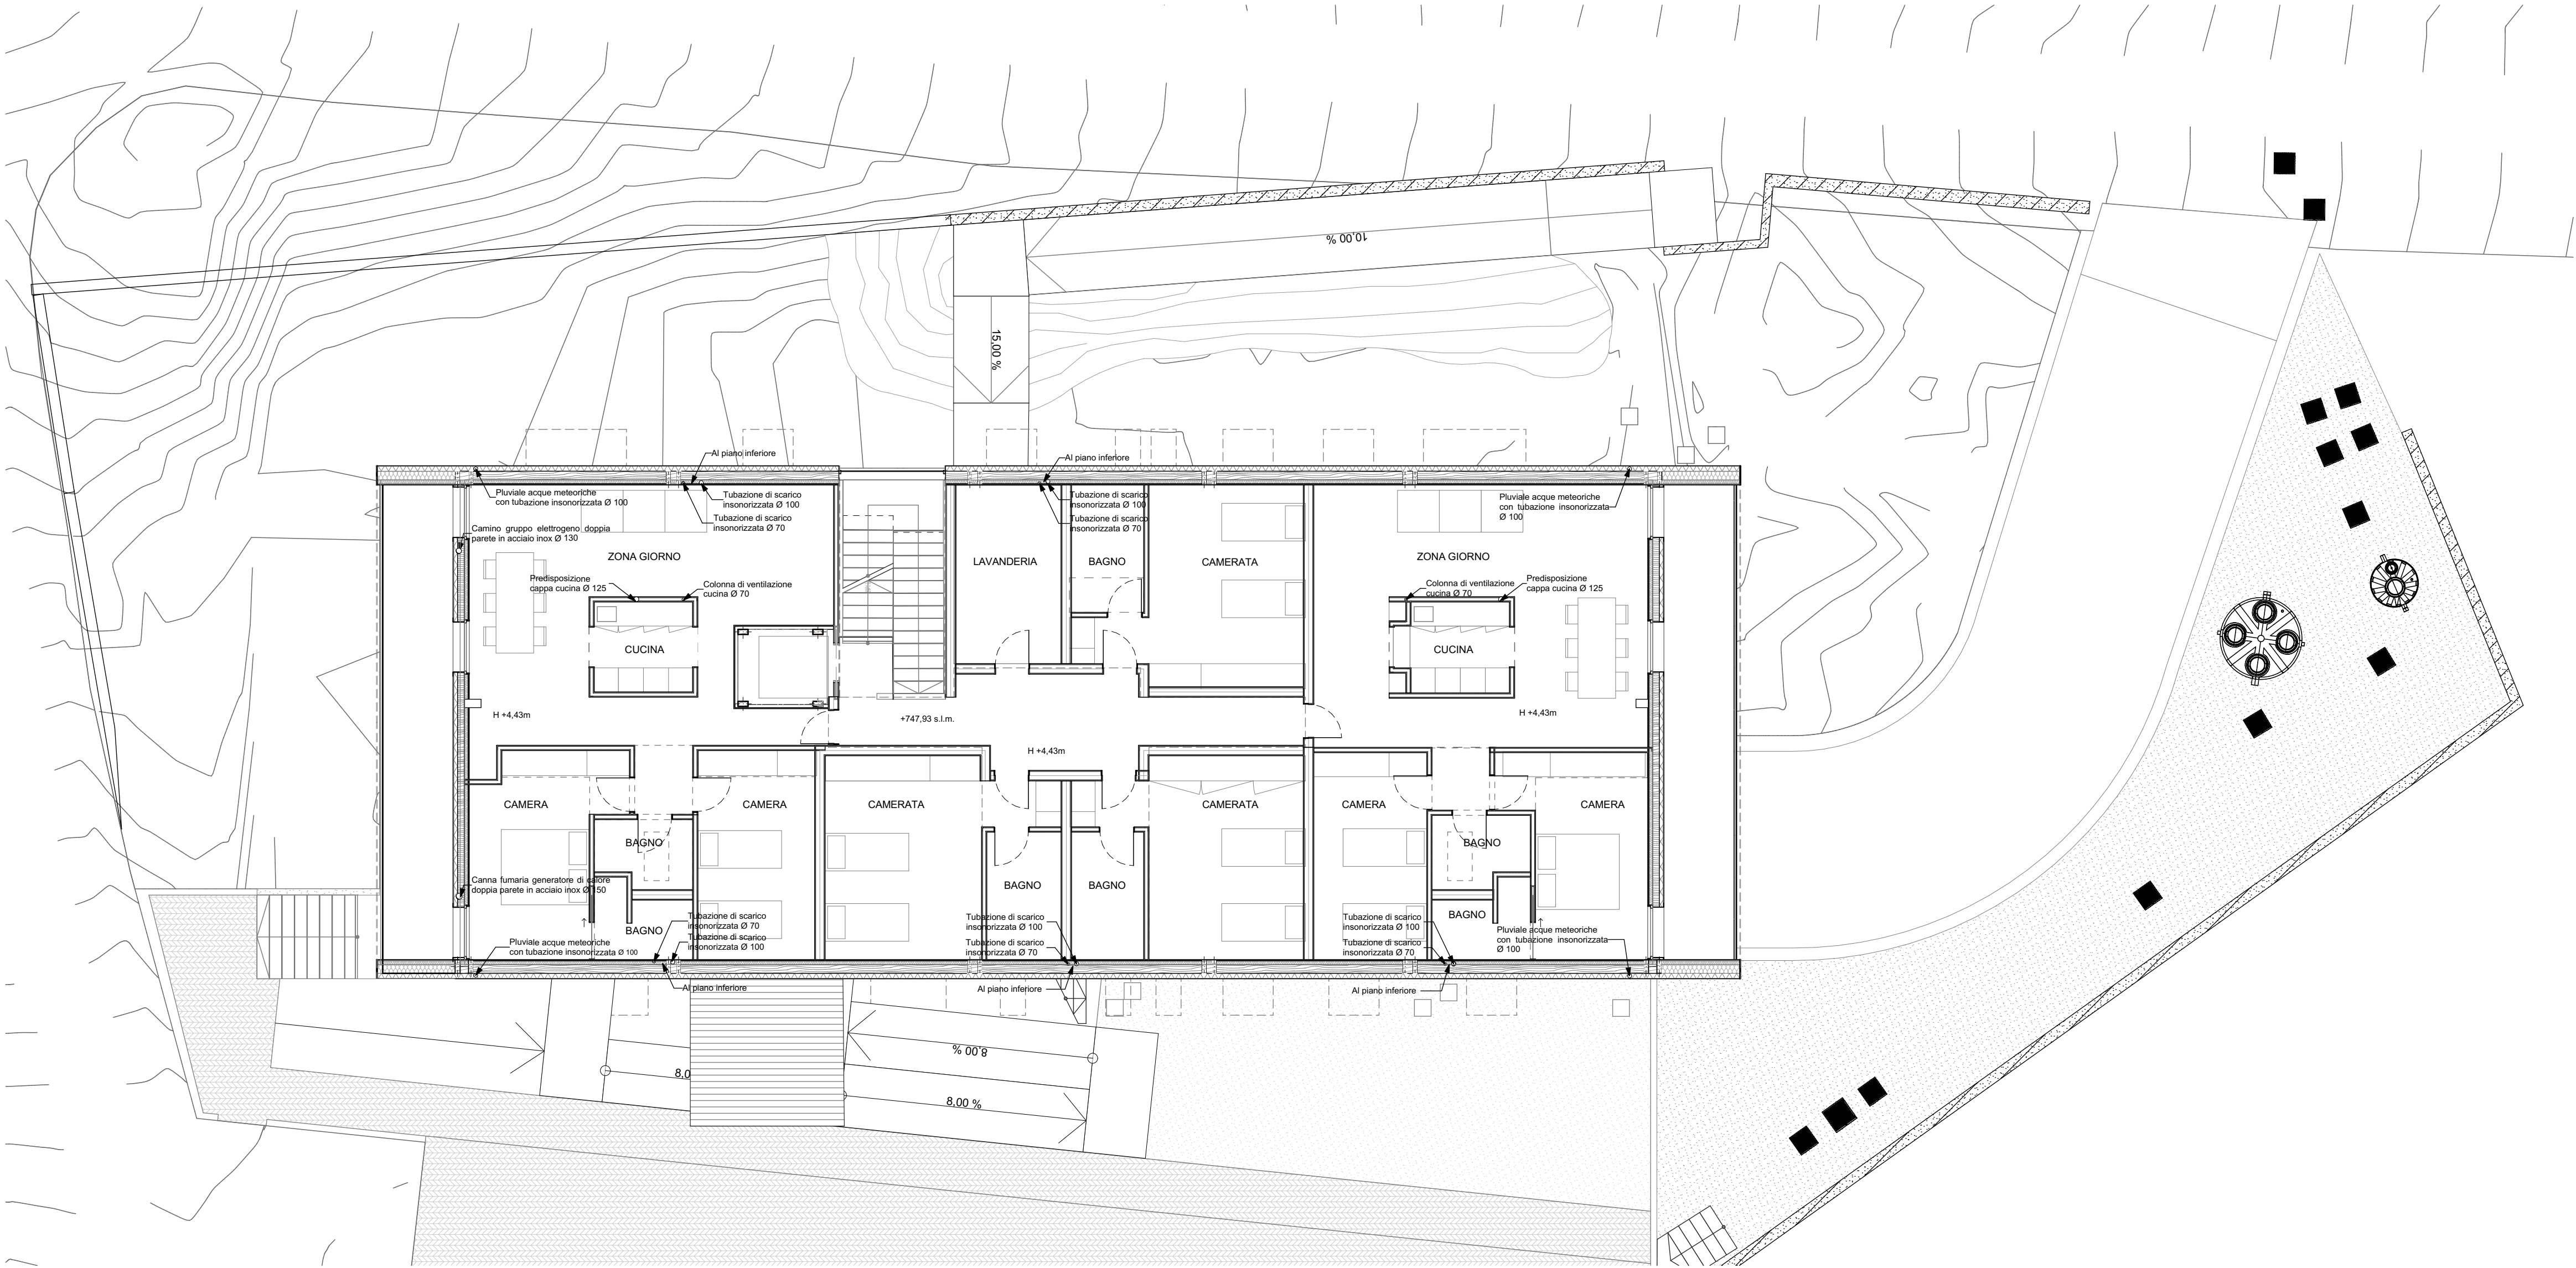 10,00 %
15,00 %
Al piano inferiore
Al piano inferiore
Pluviale acque meteoriche
con tubazione insonorizzata Ø 100
Tubazione di scarico
insonorizzata Ø 100
Tubazione di scarico
insonorizzata Ø 70
Tubazione di scarico
insonorizzata Ø 100
Tubazione di scarico
insonorizzata Ø 70
Pluviale acque meteoriche
con tubazione insonorizzata
Ø 100
Camino gruppo elettrogeno doppia
parete in acciaio inox Ø 130
ZONA GIORNO
LAVANDERIA
BAGNO
CAMERATA
ZONA GIORNO
Predisposizione
cappa cucina Ø 125
Colonna di ventilazione
cucina Ø 70
Colonna di ventilazione
cucina Ø 70
Predisposizione
cappa cucina Ø 125
CUCINA
CUCINA
H +4,43m
+747,93 s.l.m.
H +4,43m
H +4,43m
CAMERA
CAMERA
CAMERATA
CAMERATA
CAMERA
CAMERA
BAGNO
BAGNO
Canna fumaria generatore di calore
doppia parete in acciaio inox Ø 150
BAGNO
BAGNO
BAGNO
BAGNO
Tubazione di scarico
insonorizzata Ø 70
Tubazione di scarico
insonorizzata Ø 100
Tubazione di scarico
insonorizzata Ø 100
Tubazione di scarico
insonorizzata Ø 70
Tubazione di scarico
insonorizzata Ø 100
Tubazione di scarico
insonorizzata Ø 70
Pluviale acque meteoriche
con tubazione insonorizzata
Ø 100
Pluviale acque meteoriche
con tubazione insonorizzata Ø 100
Al piano inferiore
Al piano inferiore
Al piano inferiore
8,00 %
8,0
8,00 %